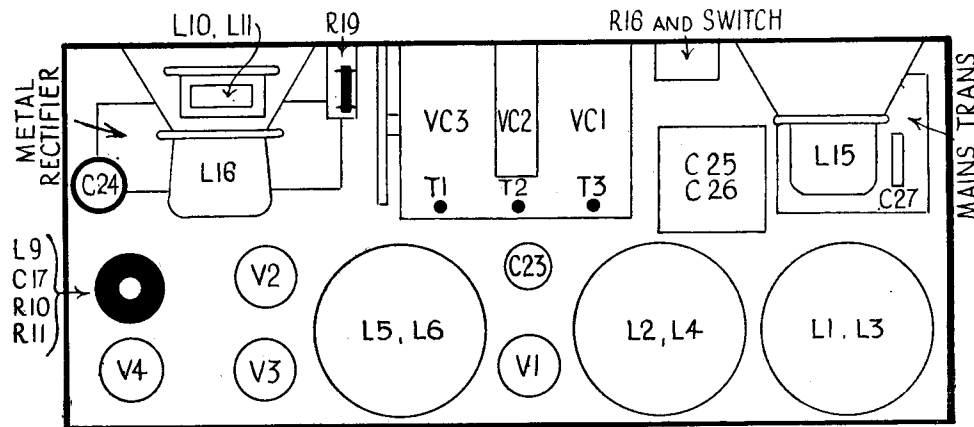 L10, L11
R19
R16 AND SWITCH
METAL
RECTIFIER
MAINS TRANS
VC3
VC2
VC1
C24
L16
T1
T2
T3
C25
C26
L15
C27
L9
C17
R10
R11
V2
C23
L5, L6
L2, L4
L1. L3
V4
V3
V1